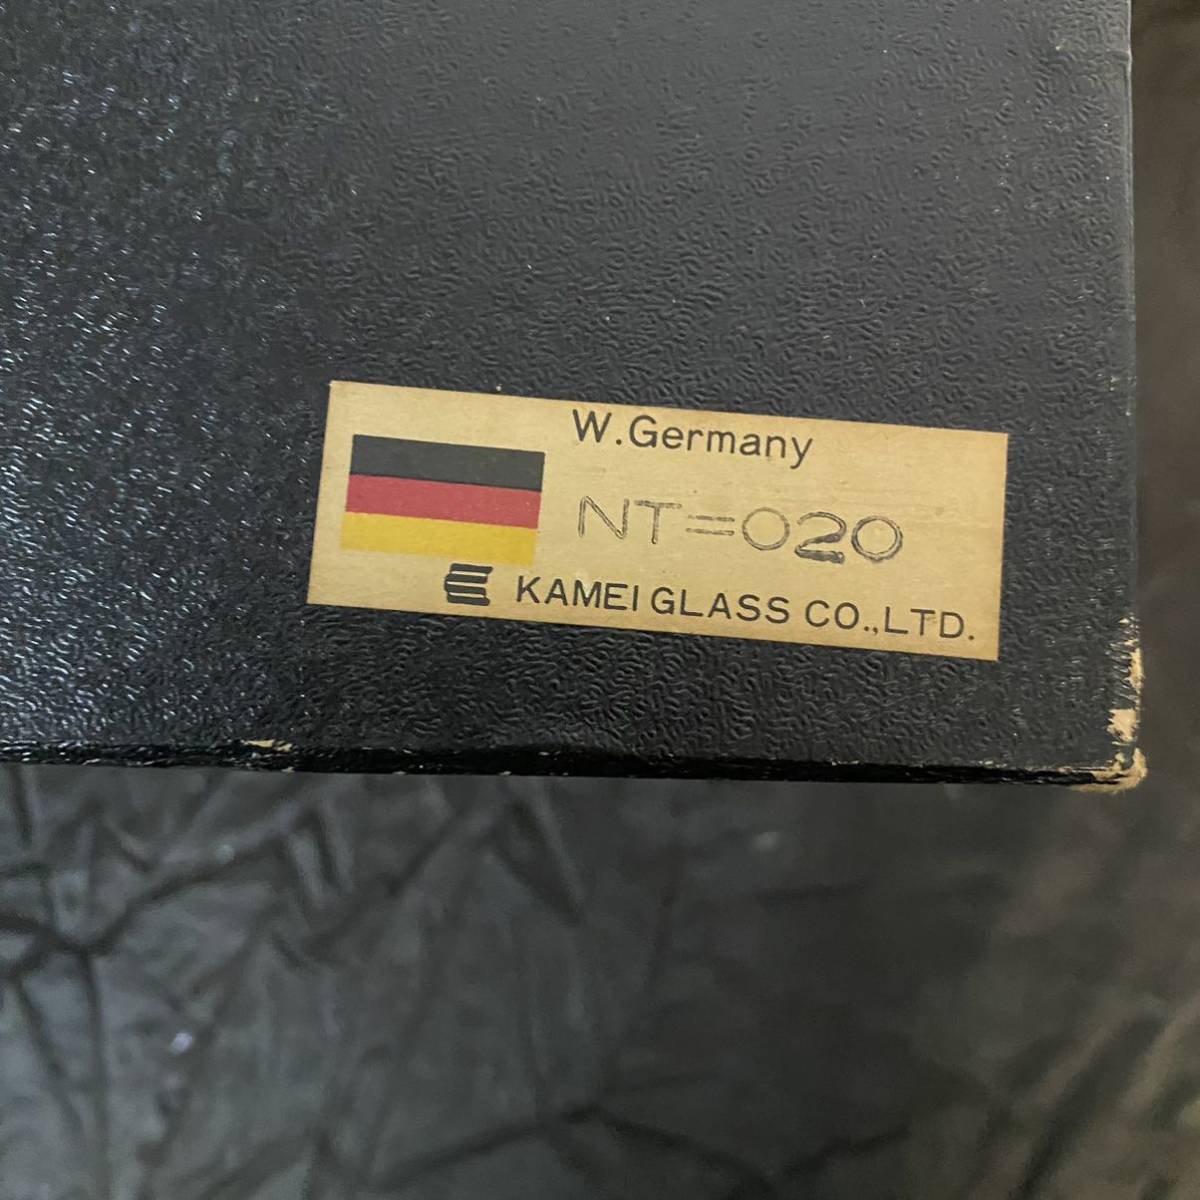 W.Germany
NT=020
KAMEI GLASS CO.,LTD.